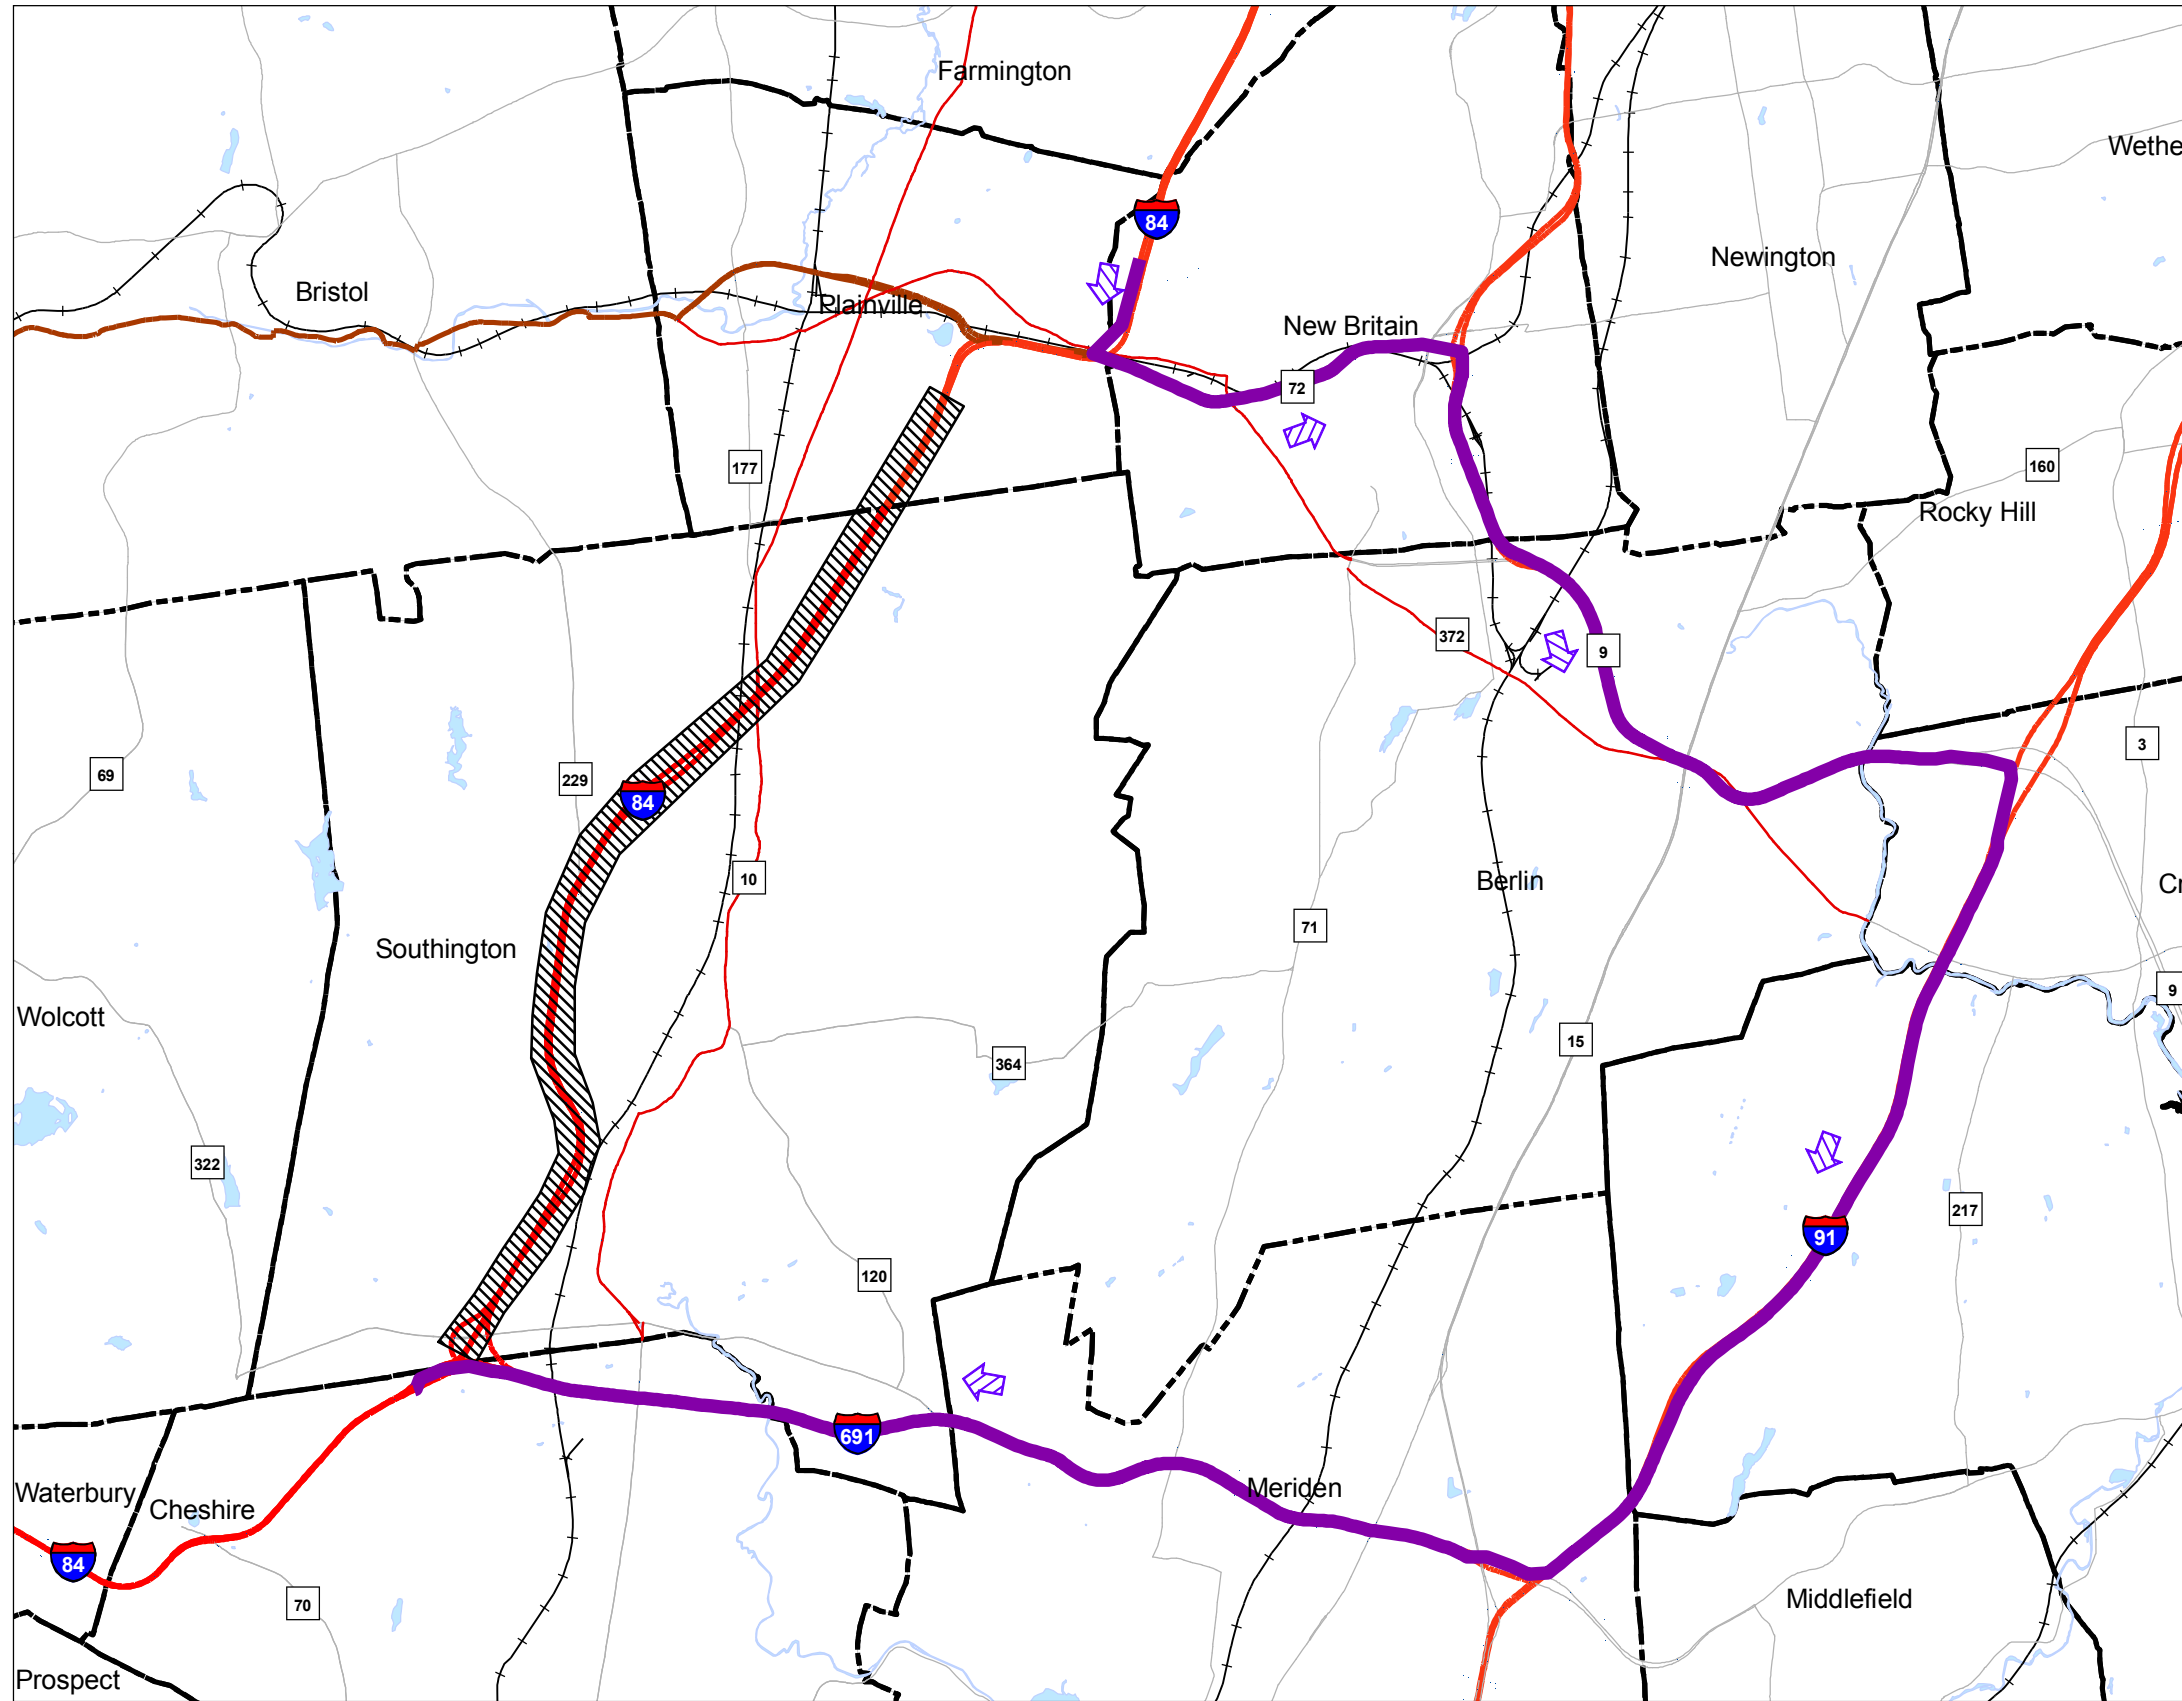 Farmington
Wethe
84
Newington
Bristol
Plainville
New Britain
72
177
160
Rocky Hill
372
9
3
69
229
84
10
Berlin
Cr
71
Southington
9
Wolcott
15
364
322
217
91
120
691
Meriden
Waterbury
Cheshire
84
70
Middlefield
Prospect